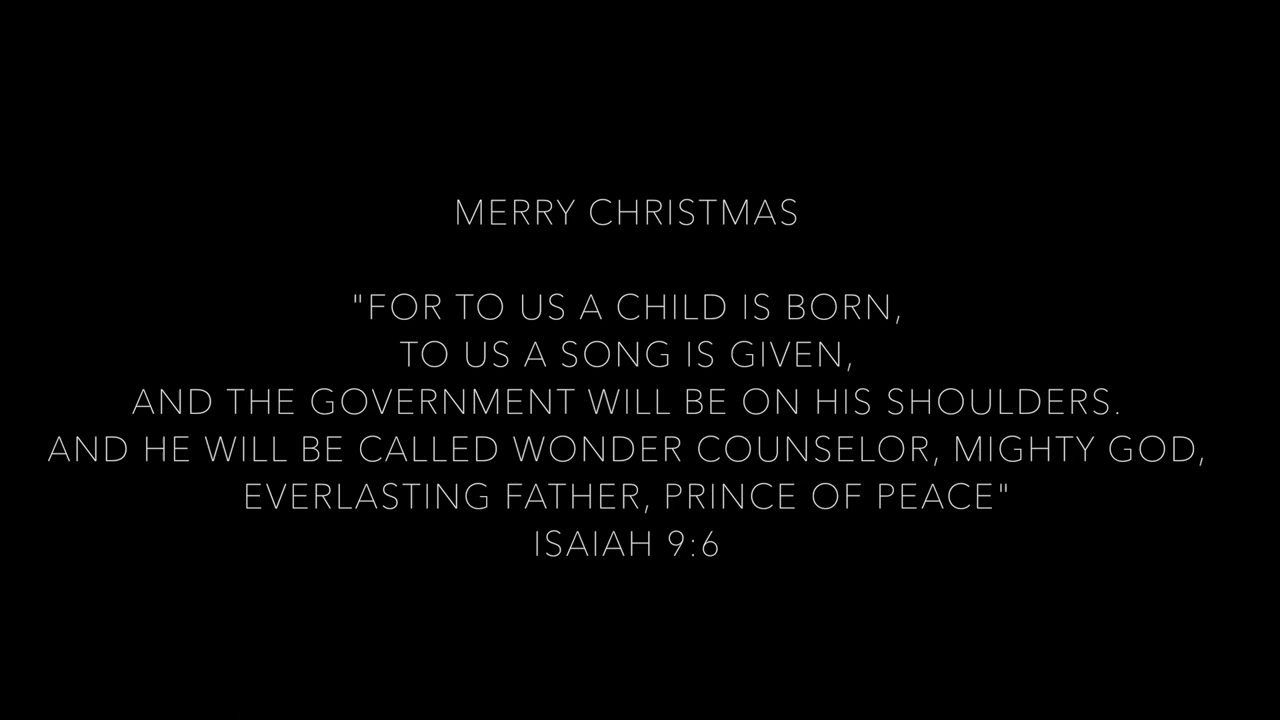 MERRY CHRISTMAS
"FOR TO US A CHILD IS BORN,
TO US A SONG IS GIVEN,
AND THE GOVERNMENT WILL BE ON HIS SHOULDERS.
AND HE WILL BE CALLED WONDER COUNSELOR, MIGHTY GOD,
EVERLASTING FATHER, PRINCE OF PEACE"
ISAIAH 9:6